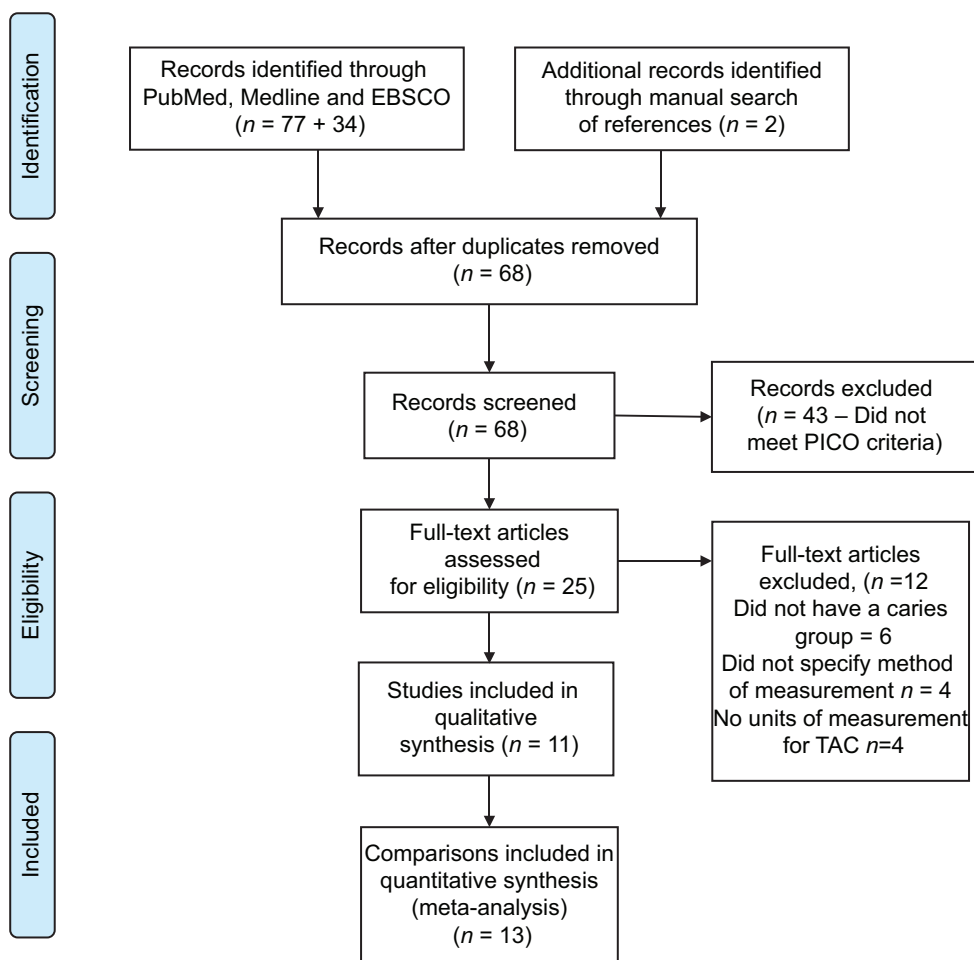 Identification
Records identified through
PubMed, Medline and EBSCO
(n = 77 + 34)
Additional records identified
through manual search
of references (n = 2)
Records after duplicates removed
(n = 68)
Screening
Records screened
(n = 68)
Records excluded
(n = 43 – Did not
meet PICO criteria)
Eligibility
Full-text articles
assessed
for eligibility (n = 25)
Full-text articles
excluded, (n =12
Did not have a caries
group = 6
Did not specify method
of measurement n = 4
No units of measurement
for TAC n=4
Studies included in
qualitative
synthesis (n = 11)
Included
Comparisons included in
quantitative synthesis
(meta-analysis)
(n = 13)